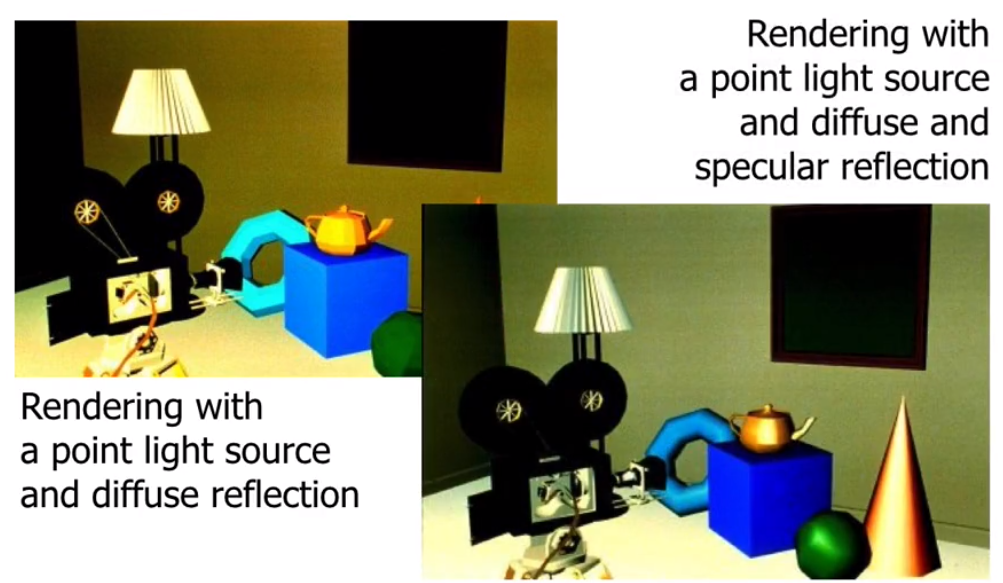 Rendering with
a point light source
and diffuse and
specular reflection
Rendering with
a point light source
and diffuse reflection